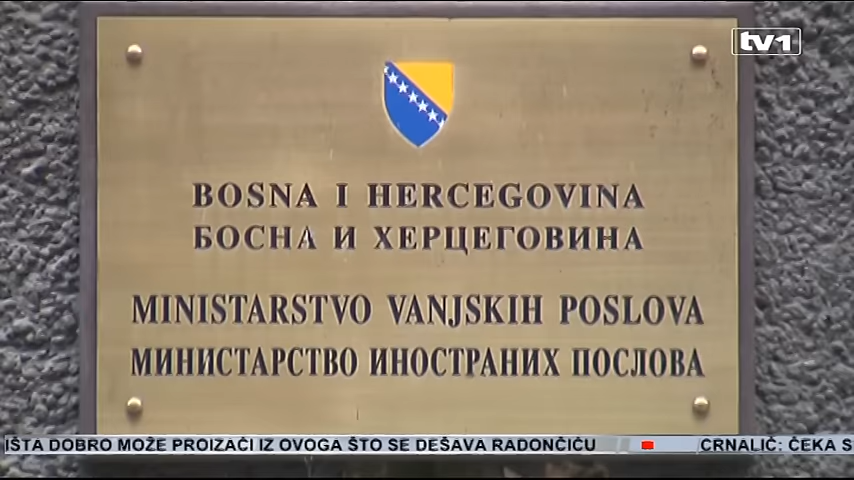 tv1
BOSNA I HERCEGOVINA
БОСНА И ХЕРЦЕГОВИНА
MINISTARSTVO VANJSKIH POSLOVA
МИНИСТАРСТВО ИНОСТРАНИХ ПОСЛОВА
IŠTA DOBRO MOŽE PROIZAĆI IZ OVOGA ŠTO SE DEŠAVA RADONČIĆU CRNALIĆ: ČEKA S